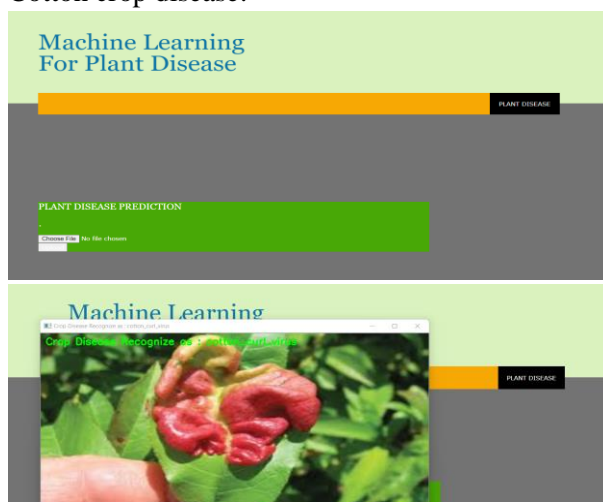 Cotton crop disease.
Machine Learning
For Plant Disease
PLANT DISEASE
PLANT DISEASE PREDICTION
Choose File No file chosen
Machine Learning
Crop Disease Recognize as : cotton_curl_virus
Crop Disease Recognize as : cotton_curl_virus
PLANT DISEASE